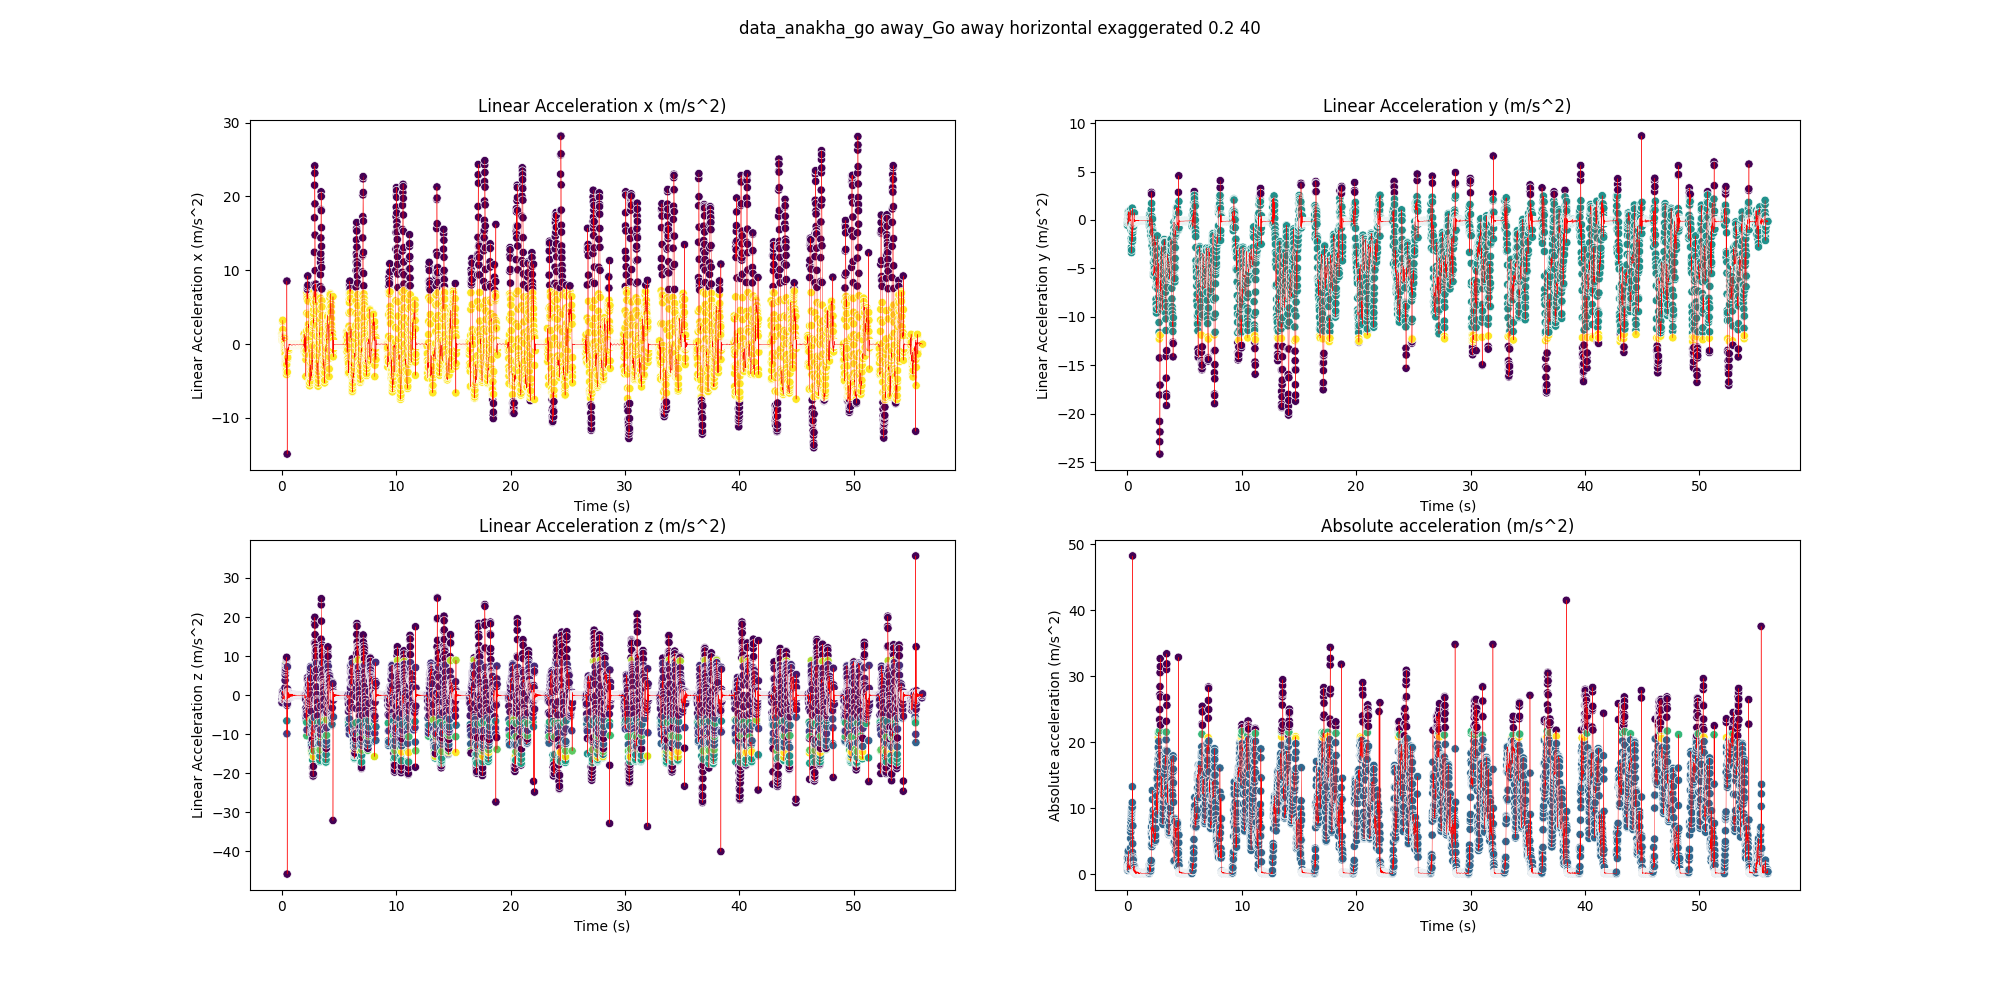 data_anakha_go away_Go away horizontal exaggerated 0.2 40
Linear Acceleration x (m/s^2)
Linear Acceleration x (m/s^2)
30
20
10
0
−10
0 10 20 30 40 50
Time (s)
Linear Acceleration y (m/s^2)
Linear Acceleration y (m/s^2)
10
5
0
−5
−10
−15
−20
−25
0 10 20 30 40 50
Time (s)
Linear Acceleration z (m/s^2)
Linear Acceleration z (m/s^2)
30
20
10
0
−10
−20
−30
−40
0 10 20 30 40 50
Time (s)
Absolute acceleration (m/s^2)
Absolute acceleration (m/s^2)
50
40
30
20
10
0
0 10 20 30 40 50
Time (s)